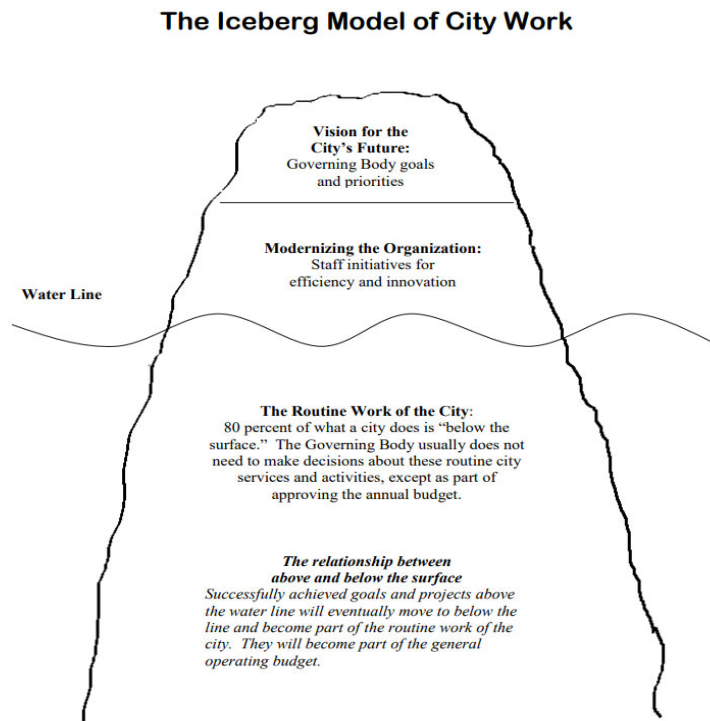 The Iceberg Model of City Work
Vision for the
City's Future:
Governing Body goals
and priorities
Modernizing the Organization:
Staff initiatives for
efficiency and innovation
Water Line
The Routine Work of the City:
80 percent of what a city does is “below the
surface.” The Governing Body usually does not
need to make decisions about these routine city
services and activities, except as part of
approving the annual budget.
The relationship between
above and below the surface
Successfully achieved goals and projects above
the water line will eventually move to below the
line and become part of the routine work of the
city. They will become part of the general
operating budget.